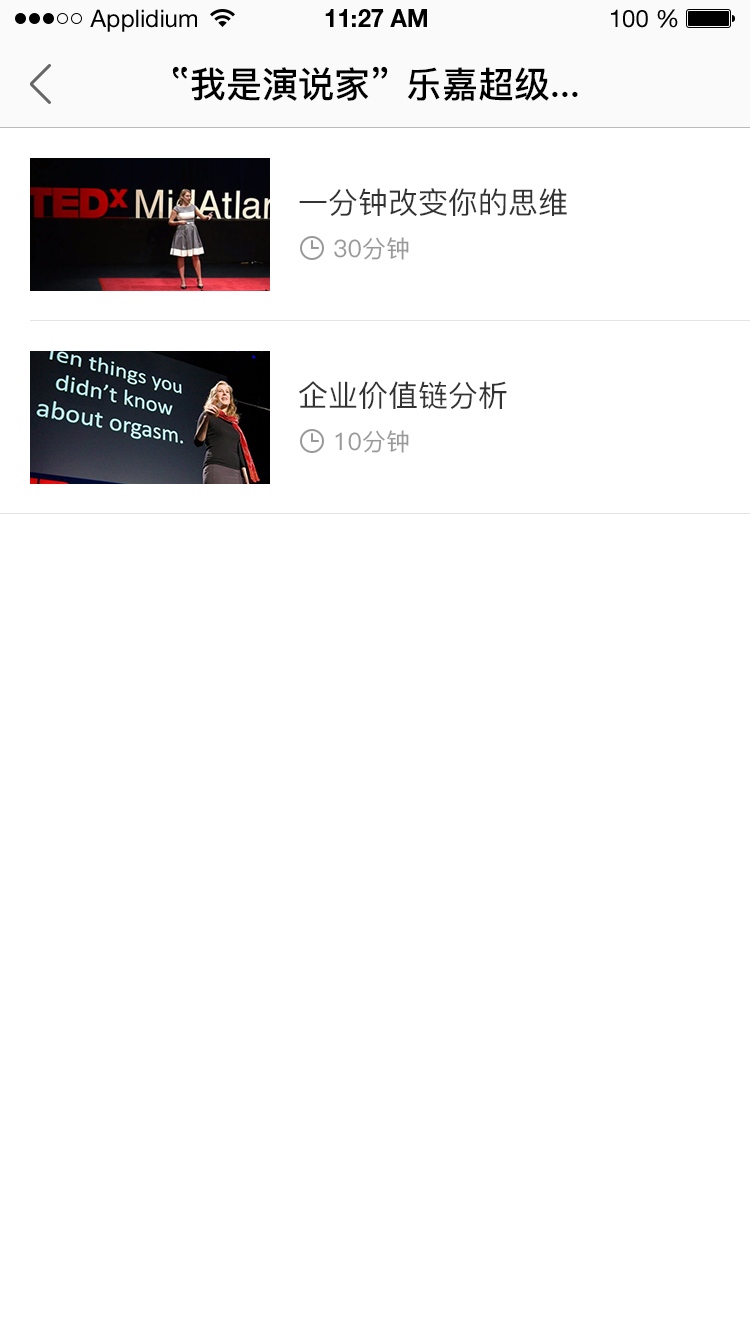 Applidium
11:27 AM
100 %
“我是演说家”乐嘉超级...
TEDx MidAtlan
一分钟改变你的思维
30分钟
Ten things you
didn't know
about orgasm.
企业价值链分析
10分钟